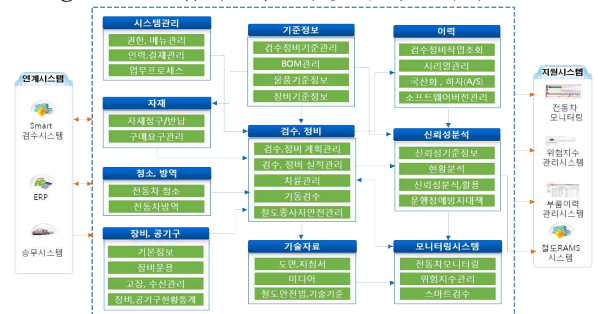 연계시스템
Smart
검수시스템
ERP
승무시스템
시스템관리
권한, 메뉴관리
인력,결재관리
업무프로세스
자재
자재청구/반납
구매요구관리
청소, 방역
전동차 청소
전동차방역
장비, 공기구
기본정보
장비운용
고장, 수선관리
장비,공기구현황통계
기준정보
검수정비기준관리
BOM관리
물품기준정보
장비기준정보
검수, 정비
검수,정비 계획관리
검수, 정비 실적관리
차륜관리
기동검수
철도종사자안전관리
기술자료
도면,지침서
미디어
철도안전법,기술기준
이력
검수정비작업조회
시리얼관리
국산화 , 하자(A/S)
소프트웨어버전관리
신뢰성분석
신뢰성기준정보
현황분석
신뢰성분석,활용
운행장애방지대책
모니터링시스템
전동차모니터링
위험지수관리
스마트검수
지원시스템
전동차
모니터링
위험지수
관리시스템
부품이력
관리시스템
철도RAMS
시스템